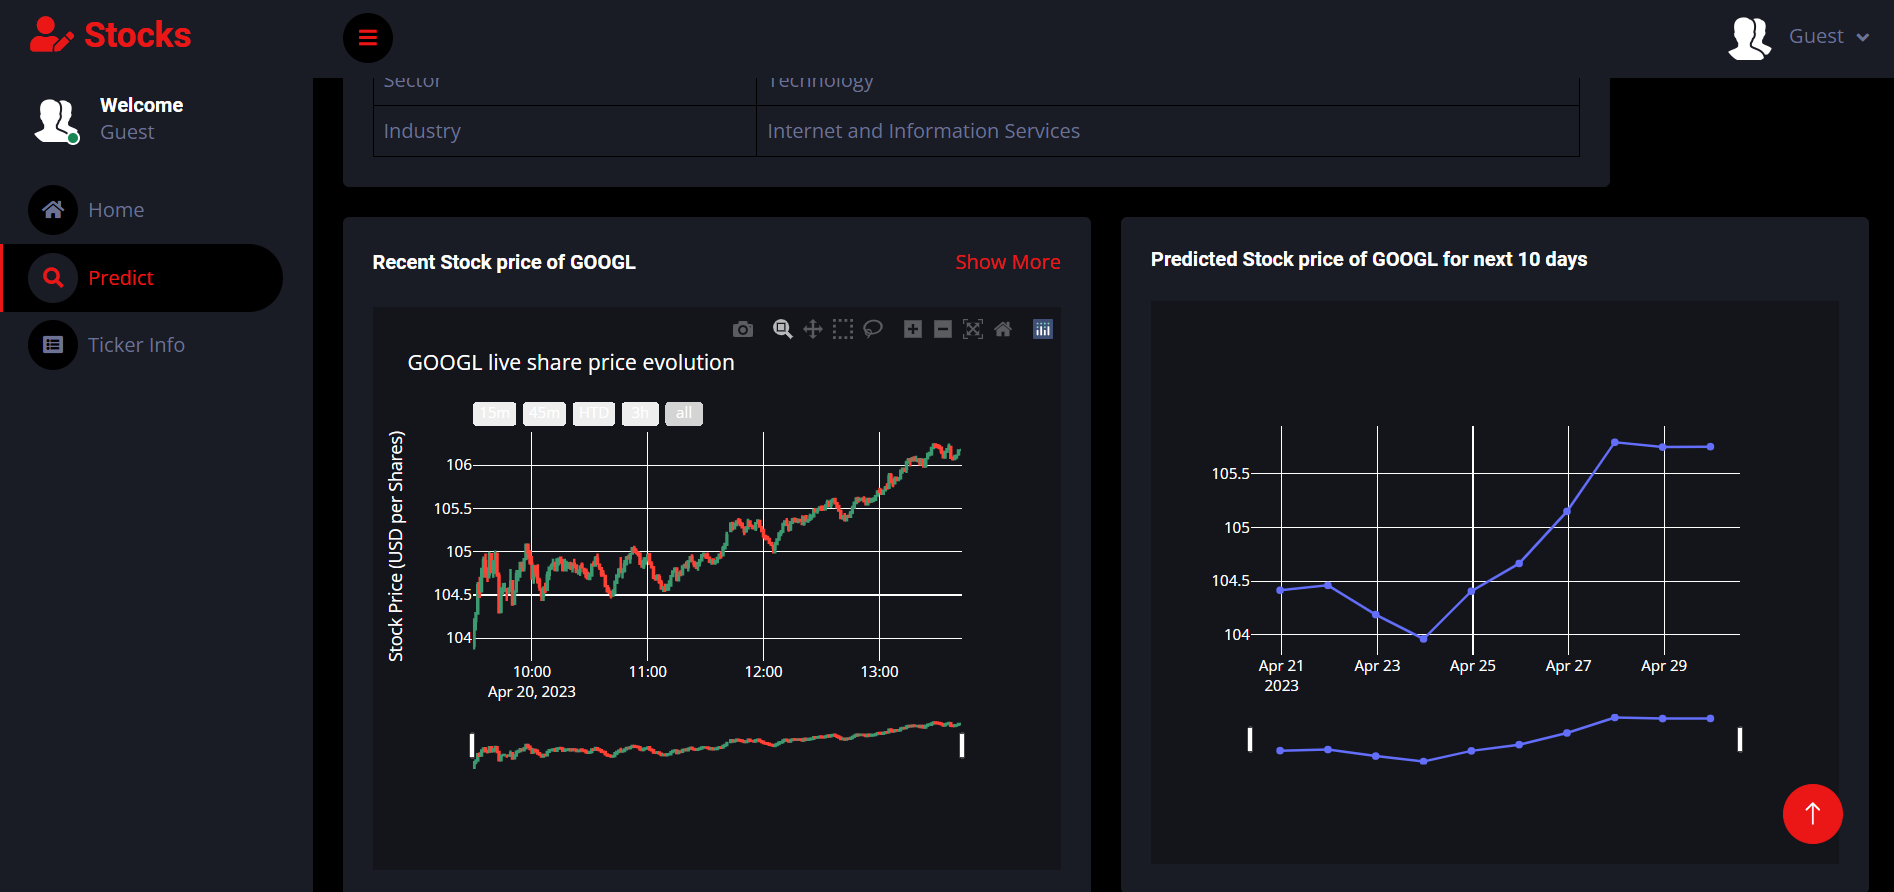 Stocks
Guest
Welcome
Guest
Home
Predict
Ticker Info
Sector Technology
Industry Internet and Information Services
Recent Stock price of GOOGL Show More
GOOGL live share price evolution
15m 45m HTD 3h all
Stock Price (USD per Shares)
106
105.5
105
104.5
104
10:00 11:00 12:00 13:00
Apr 20, 2023
Predicted Stock price of GOOGL for next 10 days
105.5
105
104.5
104
Apr 21 Apr 23 Apr 25 Apr 27 Apr 29
2023